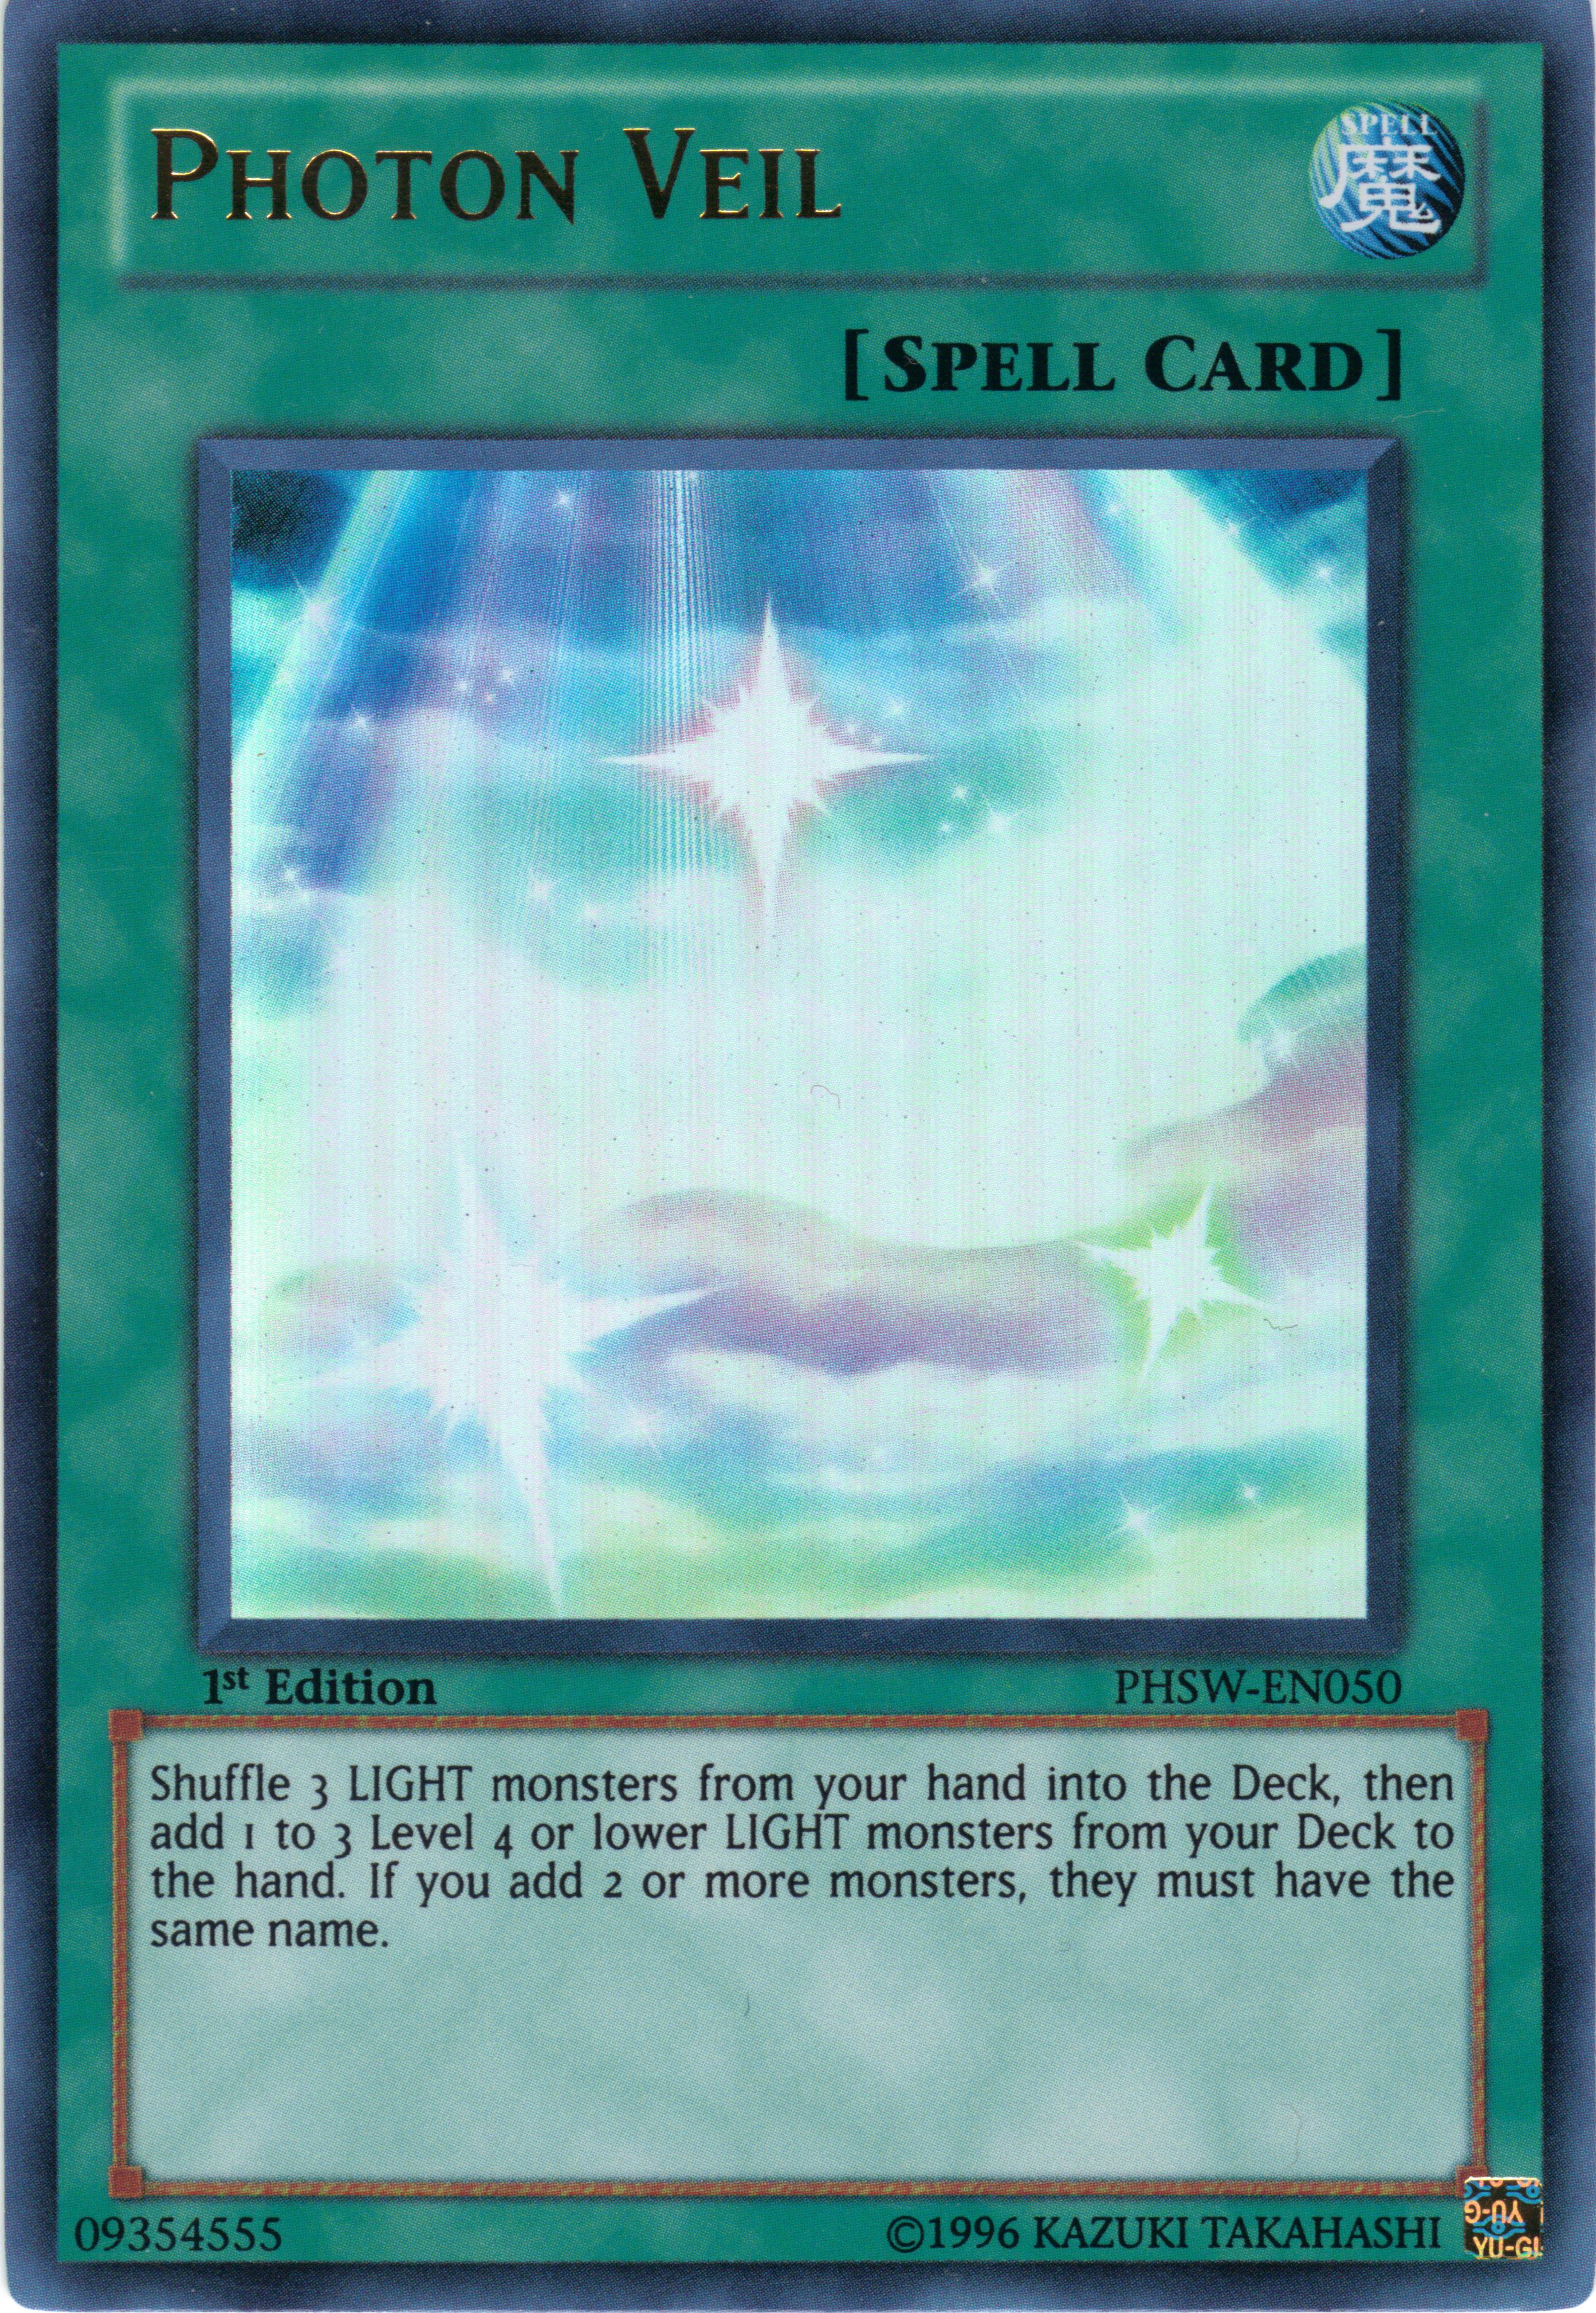 PHOTON VEIL
SPELL
魔
[SPELL CARD]
1st Edition
PHSW-EN050
Shuffle 3 LIGHT monsters from your hand into the Deck, then
add 1 to 3 Level 4 or lower LIGHT monsters from your Deck to
the hand. If you add 2 or more monsters, they must have the
same name.
09354555
©1996 KAZUKI TAKAHASHI
YU-GI